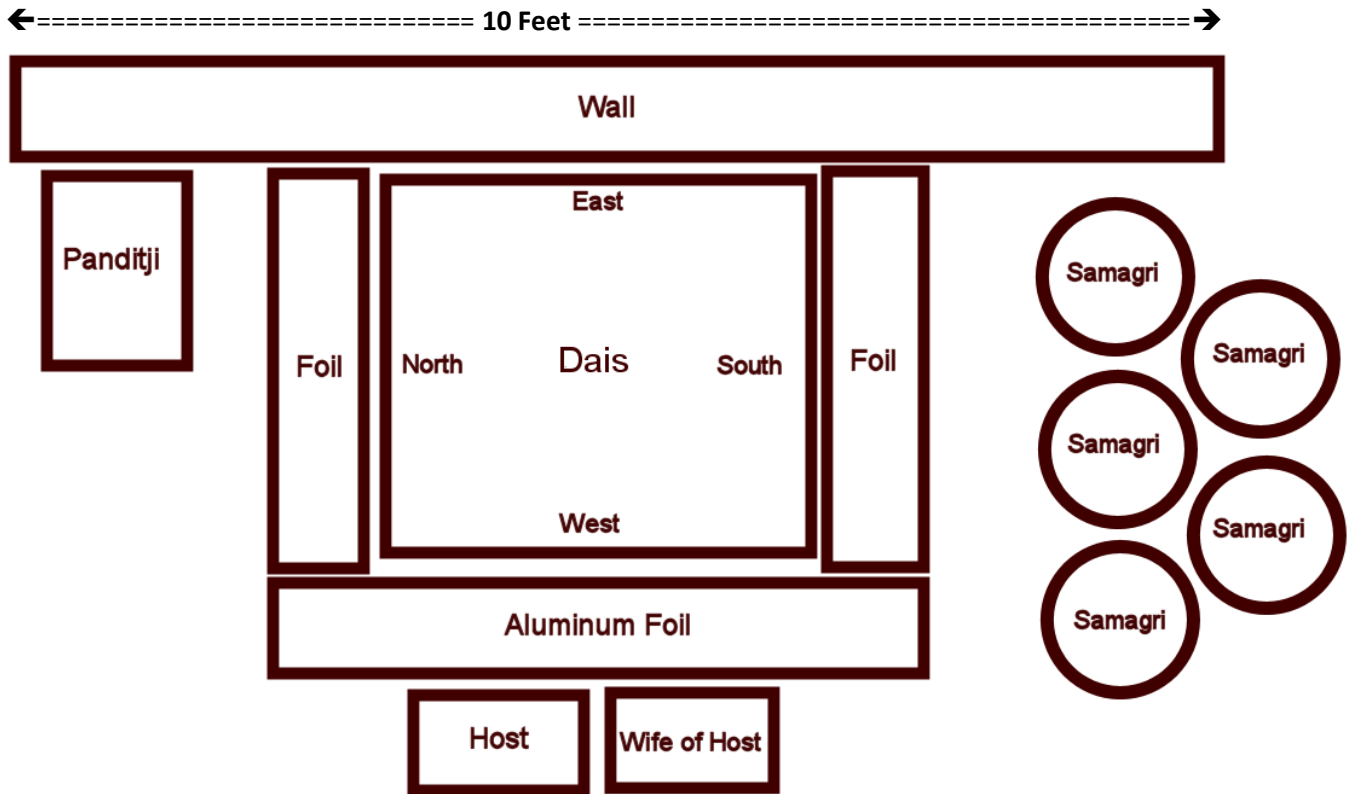 10 Feet
Wall
East
Panditji
Samagri
Samagri
Foil
North
Dais
South
Foil
Samagri
West
Samagri
Aluminum Foil
Samagri
Host
Wife of Host